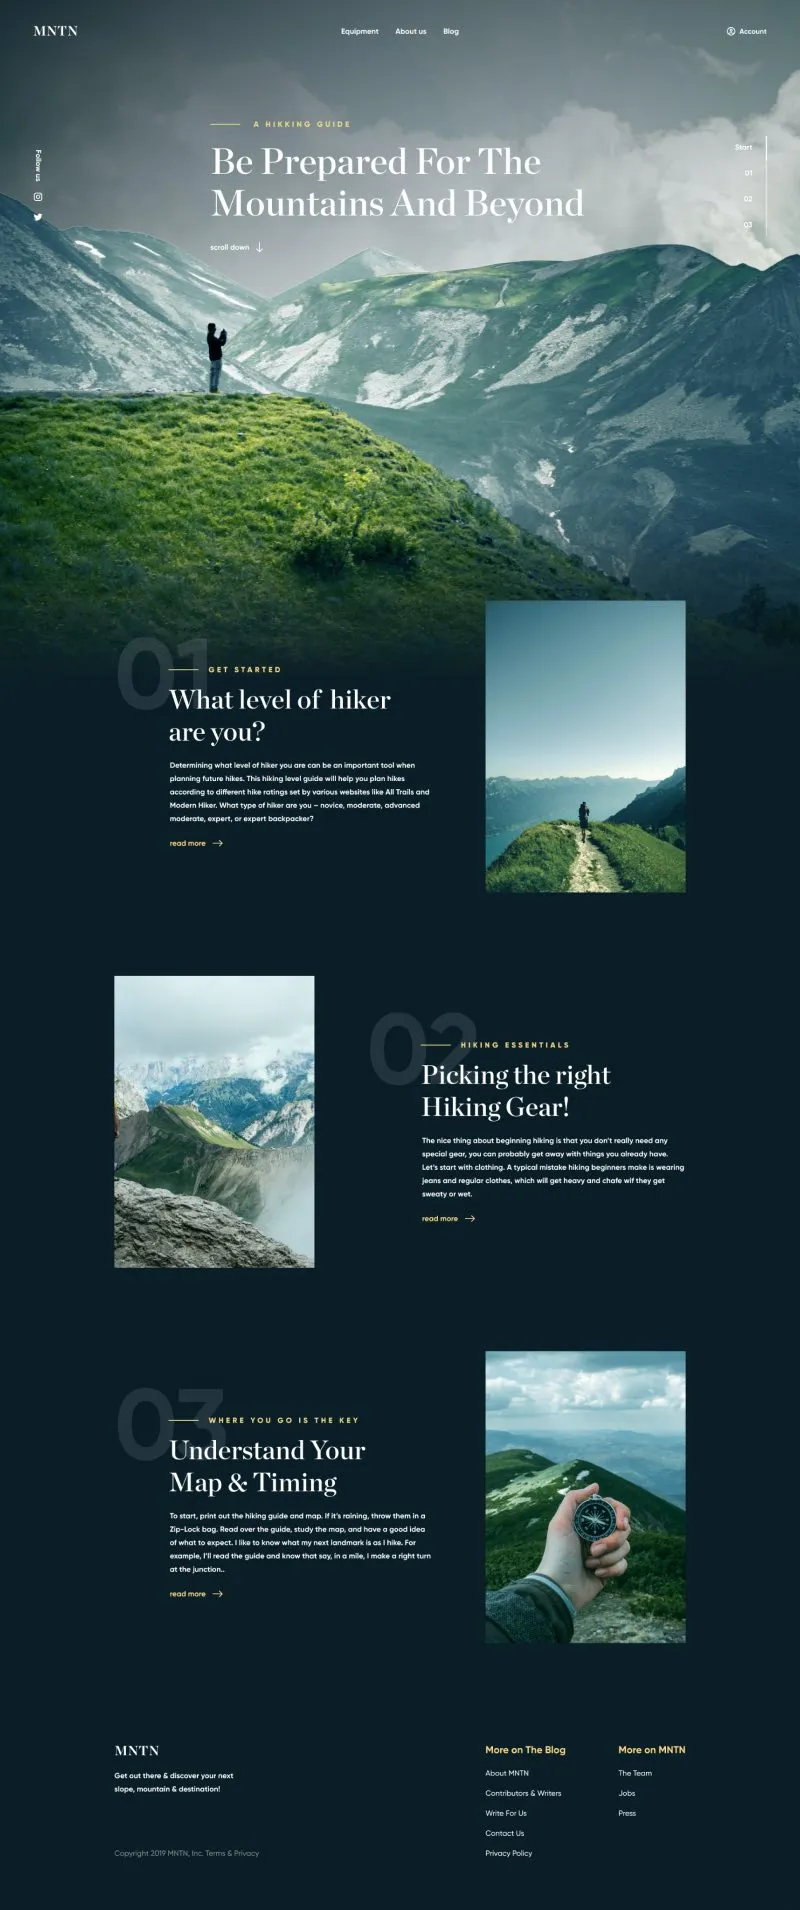 MNTN
Equipment About us Blog
Account
Follow us
A HIKKING GUIDE
Be Prepared For The
Mountains And Beyond
scroll down
Start
01
02
03
01
GET STARTED
What level of hiker
are you?
Determining what level of hiker you are can be an important tool when
planning future hikes. This hiking level guide will help you plan hikes
according to different hike ratings set by various websites like All Trails and
Modern Hiker. What type of hiker are you – novice, moderate, advanced
moderate, expert, or expert backpacker?
read more
02
HIKING ESSENTIALS
Picking the right
Hiking Gear!
The nice thing about beginning hiking is that you don't really need any
special gear, you can probably get away with things you already have.
Let's start with clothing. A typical mistake hiking beginners make is wearing
jeans and regular clothes, which will get heavy and chafe wif they get
sweaty or wet.
read more
03
WHERE YOU GO IS THE KEY
Understand Your
Map & Timing
To start, print out the hiking guide and map. If it's raining, throw them in a
Zip-Lock bag. Read over the guide, study the map, and have a good idea
of what to expect. I like to know what my next landmark is as I hike. For
example, I'll read the guide and know that say, in a mile, I make a right turn
at the junction..
read more
MNTN
Get out there & discover your next
slope, mountain & destination!
Copyright 2019 MNTN, Inc. Terms & Privacy
More on The Blog
About MNTN
Contributors & Writers
Write For Us
Contact Us
Privacy Policy
More on MNTN
The Team
Jobs
Press